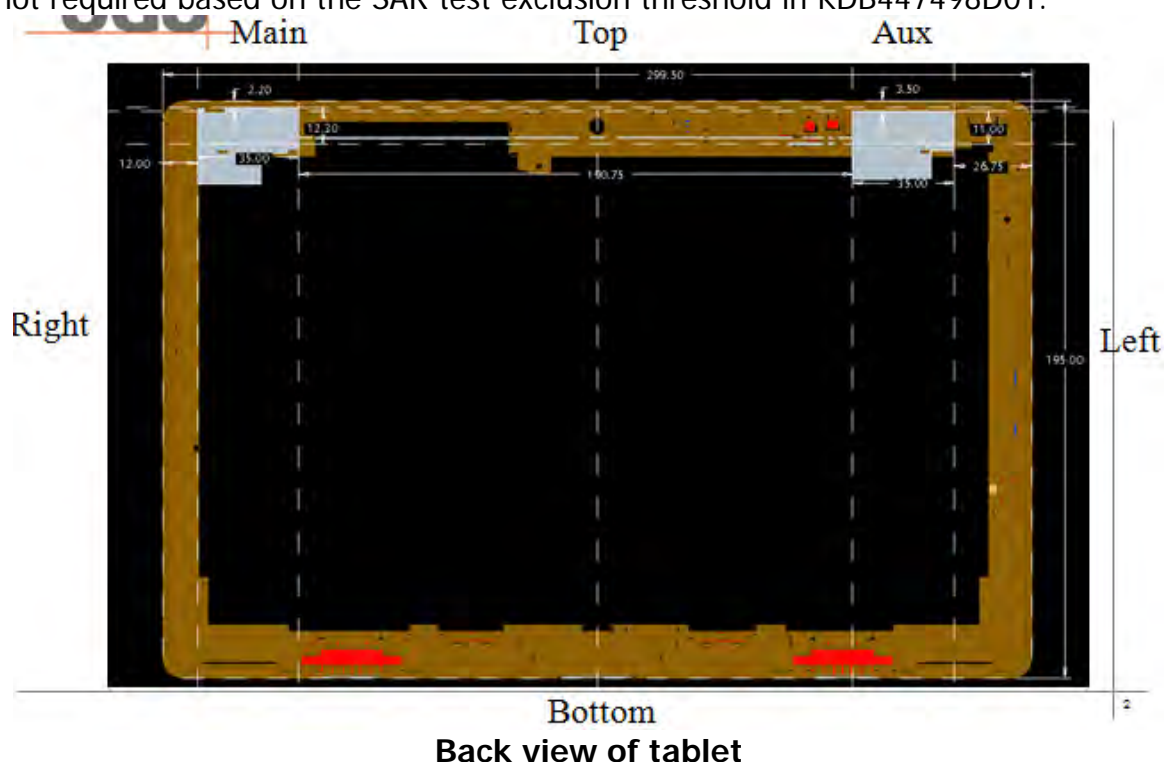 not required based on the SAR test exclusion threshold in KDB447498D01.
Main Top Aux
299.50
2.20 3.50
12.20 11.00
12.00 35.00 26.75
190.75 35.00
Right Left
195.00
Bottom
2
Back view of tablet